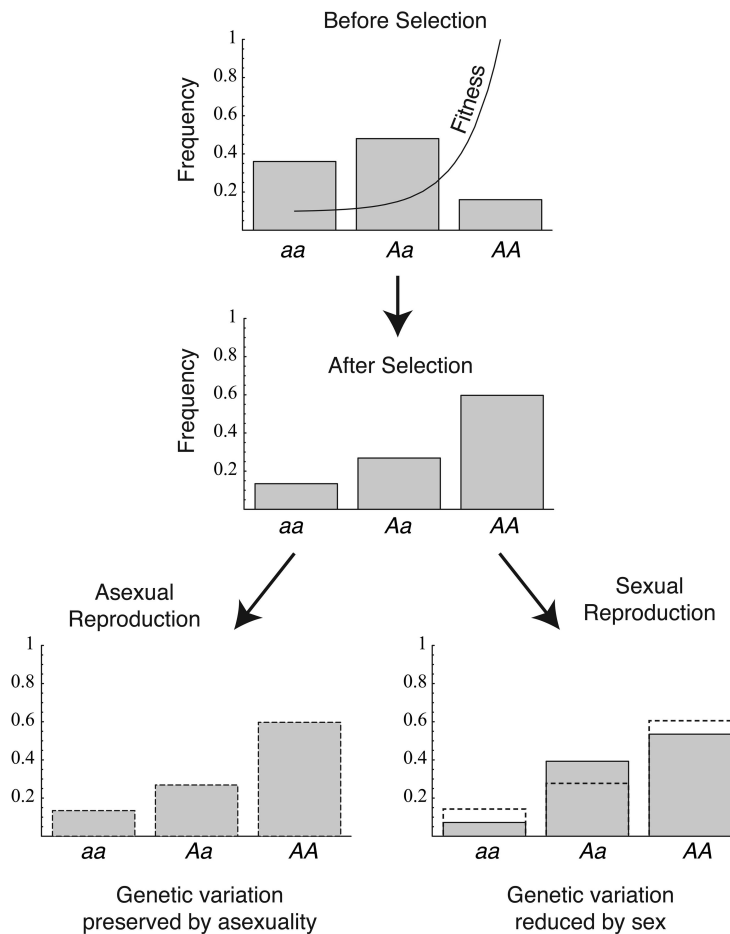 Before Selection
1
0.8
0.6
0.4
0.2
Frequency
Fitness
aa
Aa
AA
After Selection
1
0.8
0.6
0.4
0.2
Frequency
aa
Aa
AA
Asexual
Reproduction
1
0.8
0.6
0.4
0.2
aa
Aa
AA
Genetic variation
preserved by asexuality
Sexual
Reproduction
1
0.8
0.6
0.4
0.2
aa
Aa
AA
Genetic variation
reduced by sex